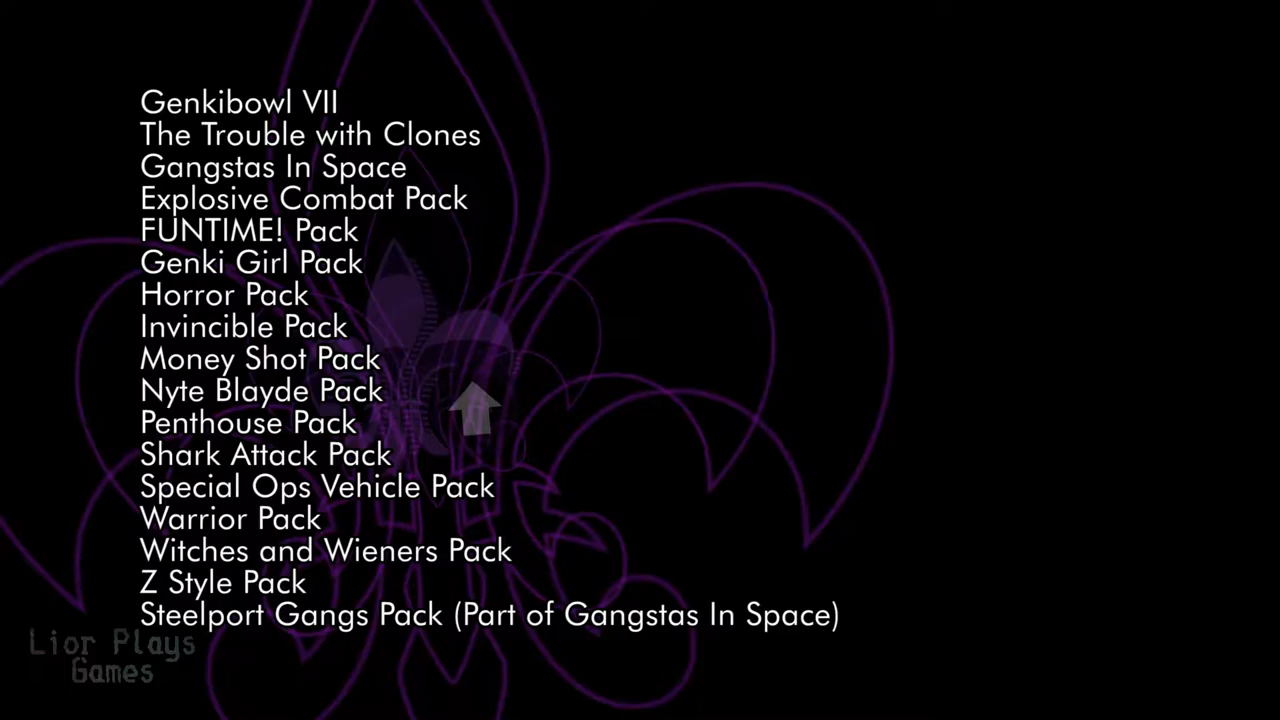 Genkibowl VII
The Trouble with Clones
Gangstas In Space
Explosive Combat Pack
FUNTIME! Pack
Genki Girl Pack
Horror Pack
Invincible Pack
Money Shot Pack
Nyte Blayde Pack
Penthouse Pack
Shark Attack Pack
Special Ops Vehicle Pack
Warrior Pack
Witches and Wieners Pack
Z Style Pack
Steelport Gangs Pack (Part of Gangstas In Space)
Lior Plays
Games